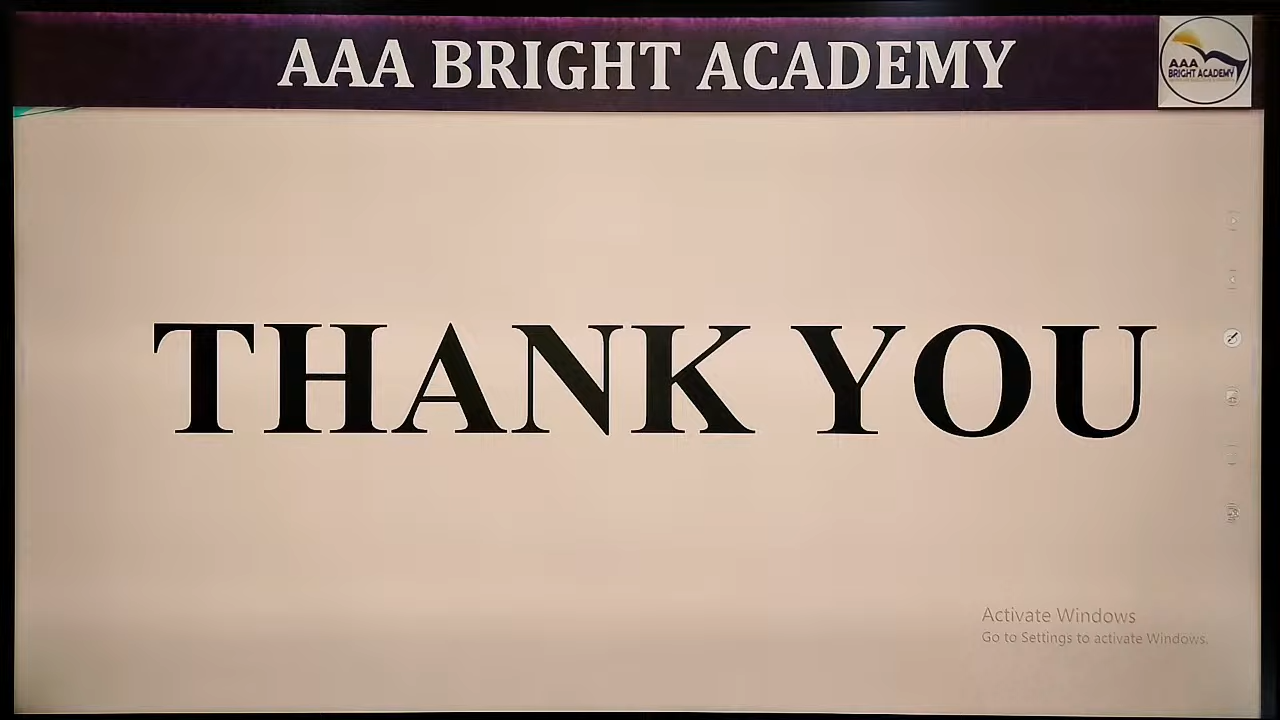 AAA BRIGHT ACADEMY
AAA
BRIGHT ACADEMY
THANK YOU
Activate Windows
Go to Settings to activate Windows.